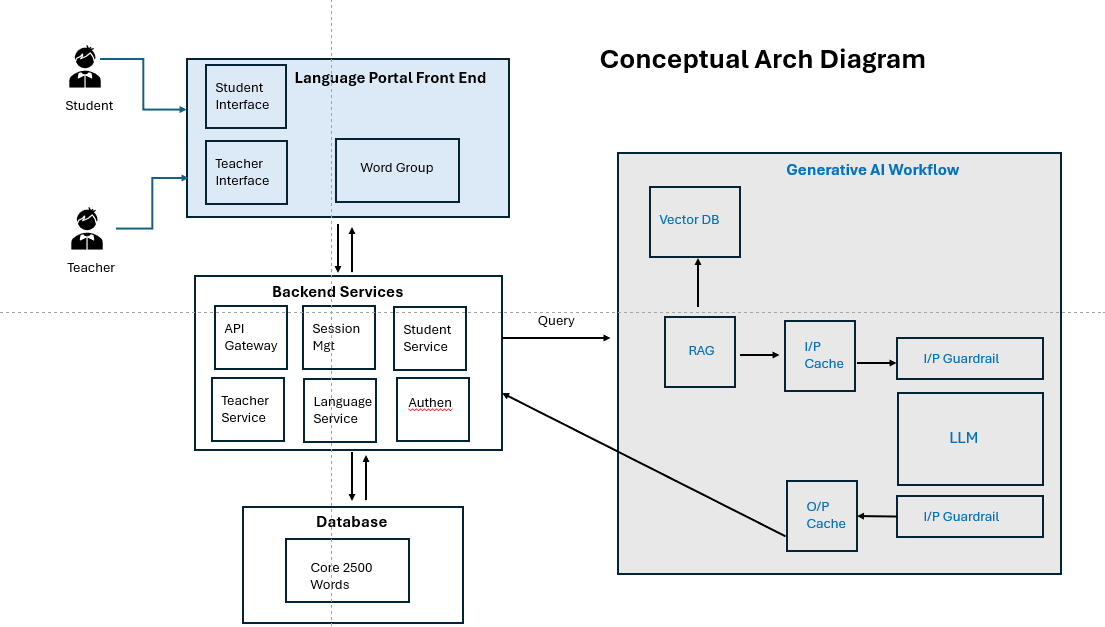 Conceptual Arch Diagram
Student
Teacher
Language Portal Front End
Student
Interface
Teacher
Interface
Word Group
Backend Services
API
Gateway
Session
Mgt
Student
Service
Teacher
Service
Language
Service
Authen
Database
Core 2500
Words
Query
Generative AI Workflow
Vector DB
RAG
I/P
Cache
I/P Guardrail
LLM
O/P
Cache
I/P Guardrail